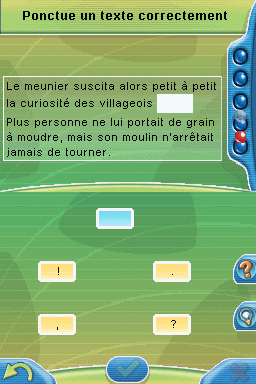 Ponctue un texte correctement
Le meunier suscita alors petit à petit
la curiosité des villageois
Plus personne ne lui portait de grain
à moudre, mais son moulin n'arrêtait
jamais de tourner.
! .
, ?
?